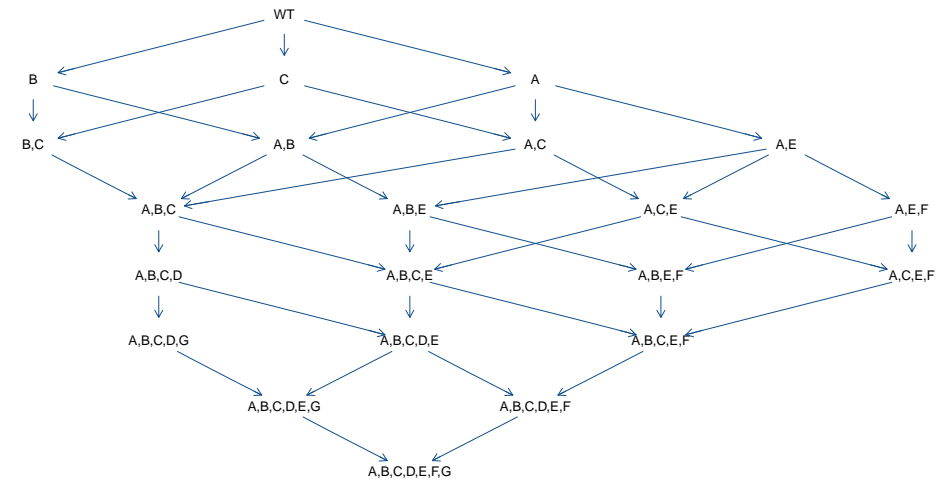 WT
B
C
A
B,C
A,B
A,C
A,E
A,B,C
A,B,E
A,C,E
A,E,F
A,B,C,D
A,B,C,E
A,B,E,F
A,C,E,F
A,B,C,D,G
A,B,C,D,E
A,B,C,E,F
A,B,C,D,E,G
A,B,C,D,E,F
A,B,C,D,E,F,G